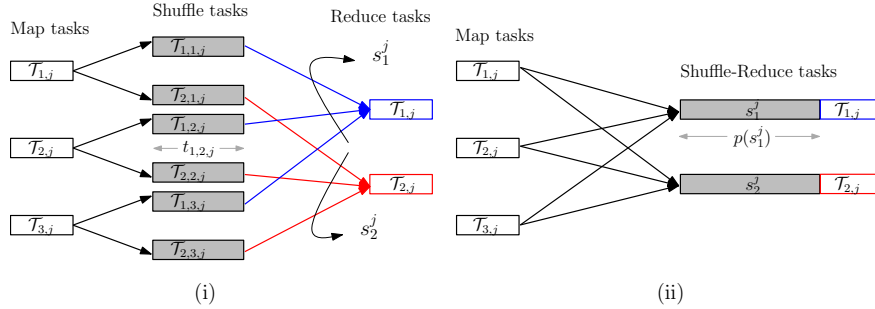 Map tasks
Shuffle tasks
Reduce tasks
𝒯_{1,j}
𝒯_{2,j}
𝒯_{3,j}
𝒯_{1,1,j}
𝒯_{2,1,j}
𝒯_{1,2,j}
t_{1,2,j}
𝒯_{2,2,j}
𝒯_{1,3,j}
𝒯_{2,3,j}
s_1^j
𝒯_{1,j}
𝒯_{2,j}
s_2^j
(i)
Map tasks
Shuffle-Reduce tasks
𝒯_{1,j}
𝒯_{2,j}
𝒯_{3,j}
s_1^j 𝒯_{1,j}
p(s_1^j)
s_2^j 𝒯_{2,j}
(ii)